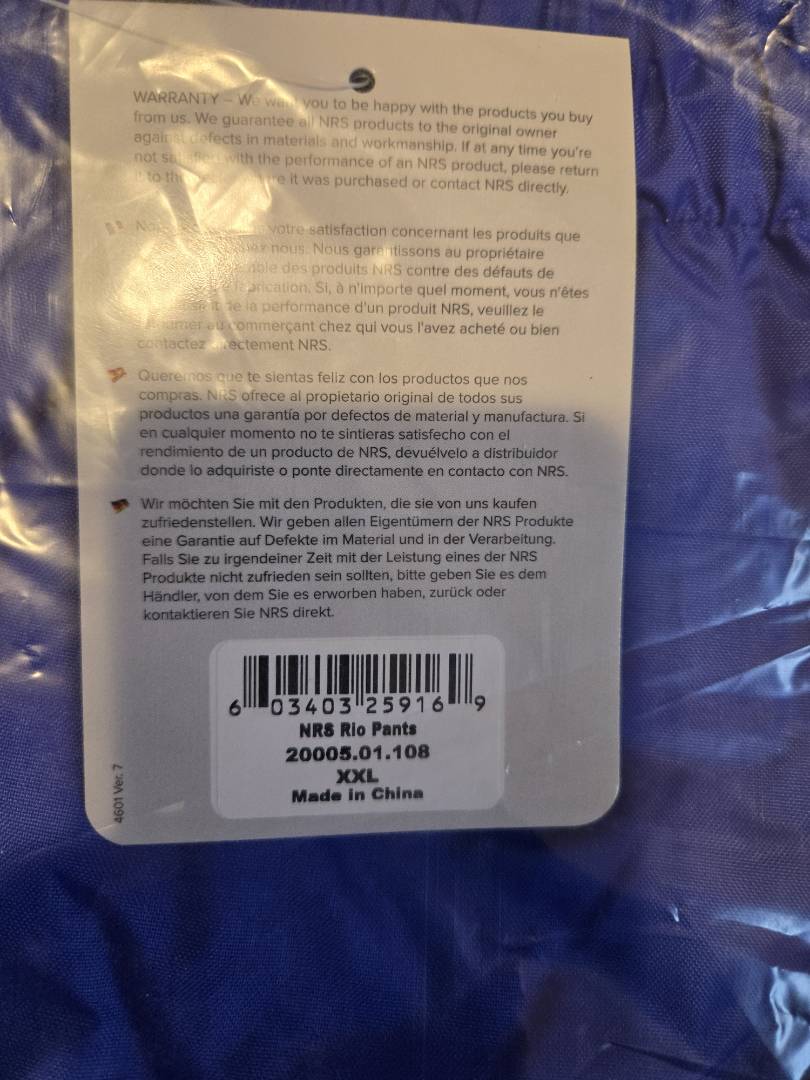 WARRANTY – We want you to be happy with the products you buy
from us. We guarantee all NRS products to the original owner
against defects in materials and workmanship. If at any time you're
not satisfied with the performance of an NRS product, please return
it to the it was purchased or contact NRS directly.
votre satisfaction concernant les produits que
nous. Nous garantissons au propriétaire
des produits NRS contre des défauts de
fabrication. Si, à n'importe quel moment, vous n'êtes
de la performance d'un produit NRS, veuillez le
au commerçant chez qui vous l'avez acheté ou bien
contactez directement NRS.
Queremos que te sientas feliz con los productos que nos
compras. NRS ofrece al propietario original de todos sus
productos una garantía por defectos de material y manufactura. Si
en cualquier momento no te sintieras satisfecho con el
rendimiento de un producto de NRS, devuélvelo a distribuidor
donde lo adquiriste o ponte directamente en contacto con NRS.
Wir möchten Sie mit den Produkten, die sie von uns kaufen
zufriedenstellen. Wir geben allen Eigentümern der NRS Produkte
eine Garantie auf Defekte im Material und in der Verarbeitung.
Falls Sie zu irgendeiner Zeit mit der Leistung eines der NRS
Produkte nicht zufrieden sein sollten, bitte geben Sie es dem
Händler, von dem Sie es erworben haben, zurück oder
kontaktieren Sie NRS direkt.
6 03403 25916 9
NRS Rio Pants
20005.01.108
XXL
Made in China
4601 Ver. 7